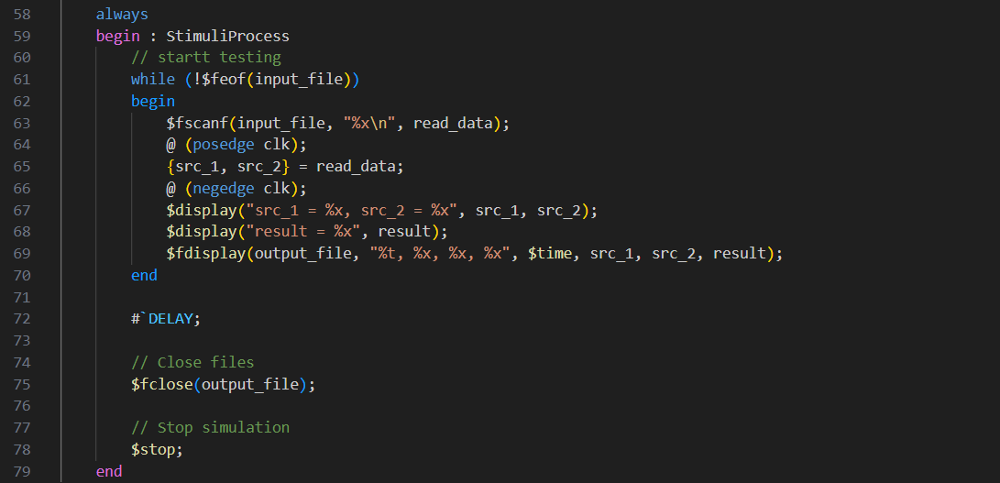 58 always
59 begin : StimuliProcess
60 // startt testing
61 while (!$feof(input_file))
62 begin
63 $fscanf(input_file, "%x\n", read_data);
64 @ (posedge clk);
65 {src_1, src_2} = read_data;
66 @ (negedge clk);
67 $display("src_1 = %x, src_2 = %x", src_1, src_2);
68 $display("result = %x", result);
69 $fdisplay(output_file, "%t, %x, %x, %x", $time, src_1, src_2, result);
70 end
71
72 #`DELAY;
73
74 // Close files
75 $fclose(output_file);
76
77 // Stop simulation
78 $stop;
79 end